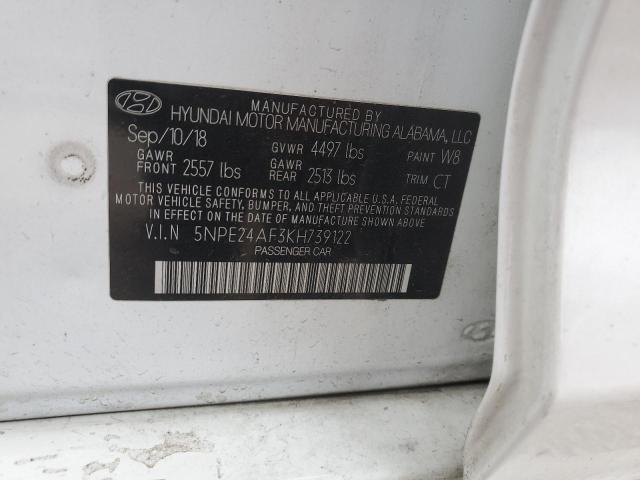 MANUFACTURED BY
HYUNDAI MOTOR MANUFACTURING ALABAMA, LLC
Sep/10/18 GVWR 4497 lbs PAINT W8
GAWR FRONT 2557 lbs GAWR REAR 2513 lbs TRIM CT
THIS VEHICLE CONFORMS TO ALL APPLICABLE U.S.A. FEDERAL
MOTOR VEHICLE SAFETY, BUMPER, AND THEFT PREVENTION STANDARDS
IN EFFECT ON THE DATE OF MANUFACTURE SHOWN ABOVE
V.I.N 5NPE24AF3KH739122
PASSENGER CAR